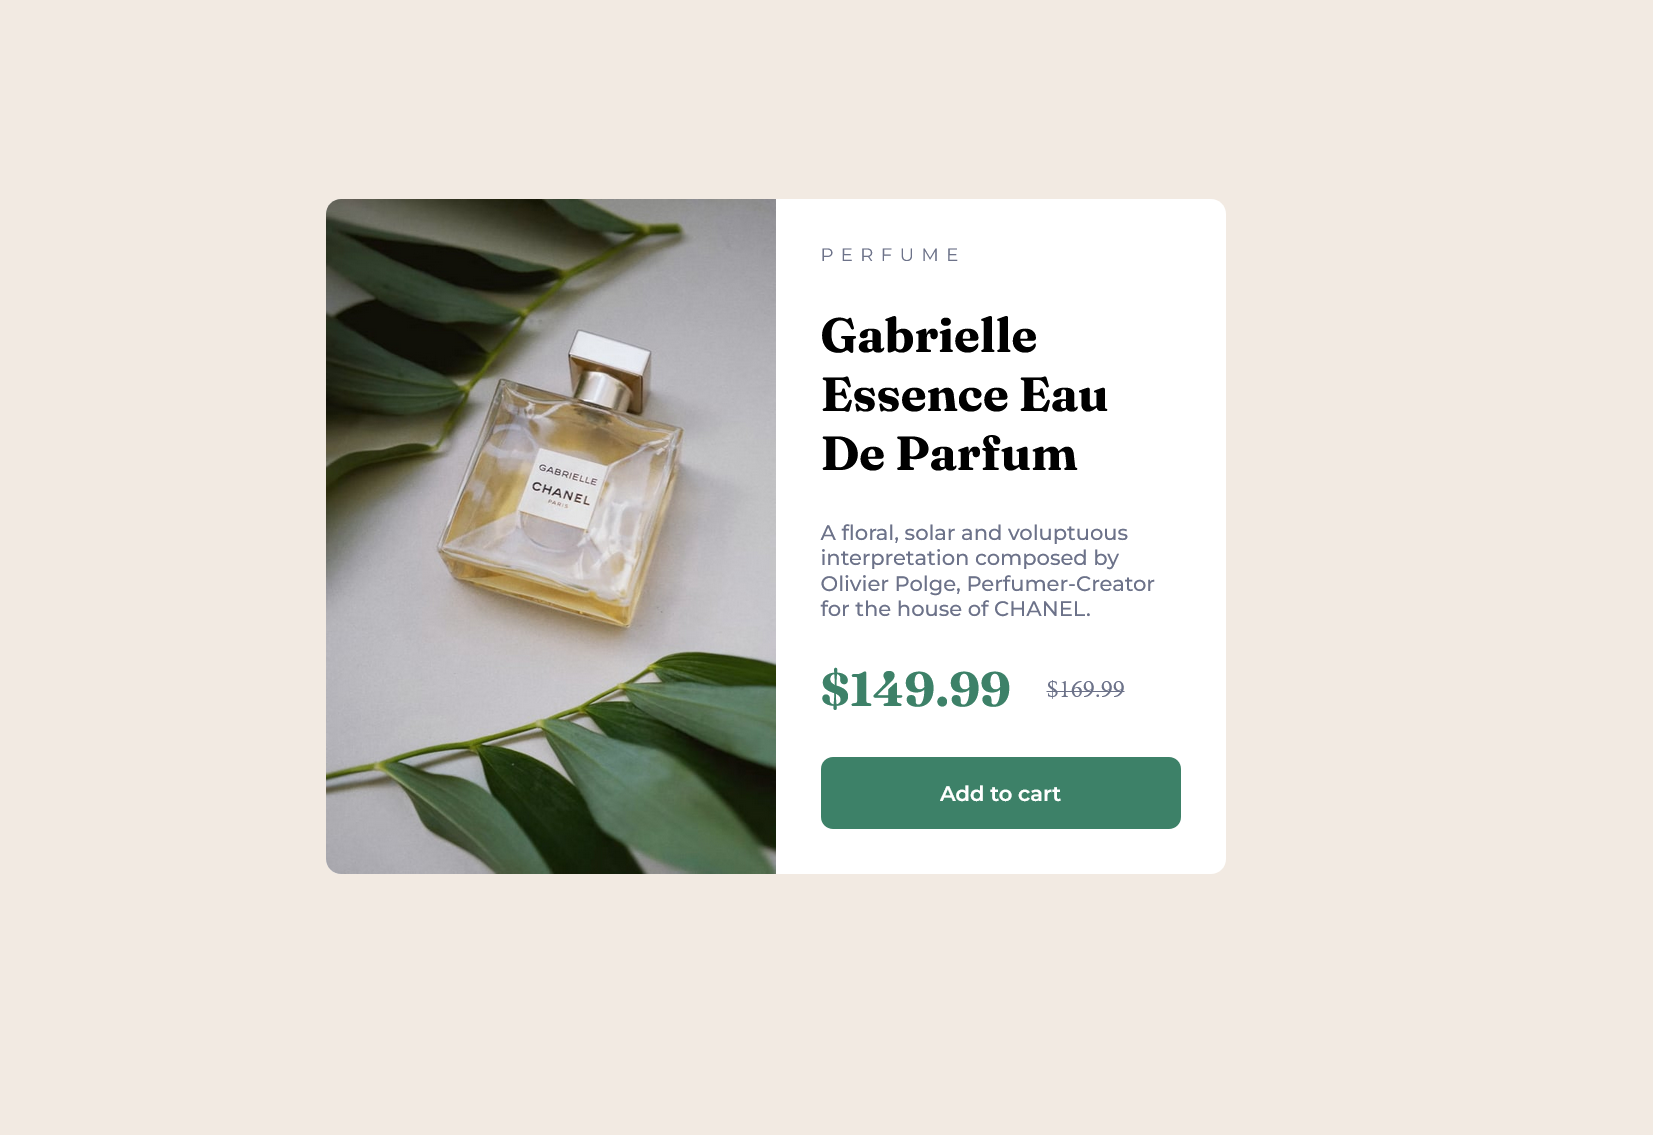 GABRIELLE
CHANEL
PARIS
PERFUME
Gabrielle
Essence Eau
De Parfum
A floral, solar and voluptuous
interpretation composed by
Olivier Polge, Perfumer-Creator
for the house of CHANEL.
$149.99 $169.99
Add to cart